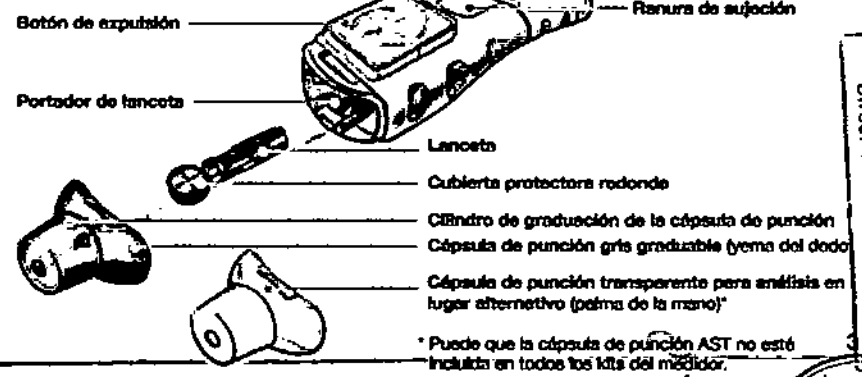 Botón de expulsión
Ranura de sujeción
Portador de lanceta
Lanceta
Cubierta protectora redonda
Cilindro de graduación de la cápsula de punción
Cápsula de punción gris graduable (yema del dedo
Cápsula de punción transparente para análisis en
lugar alternativo (palma de la mano)*
* Puede que la cápsula de punción AST no esté
incluida en todos los kits del medidor.